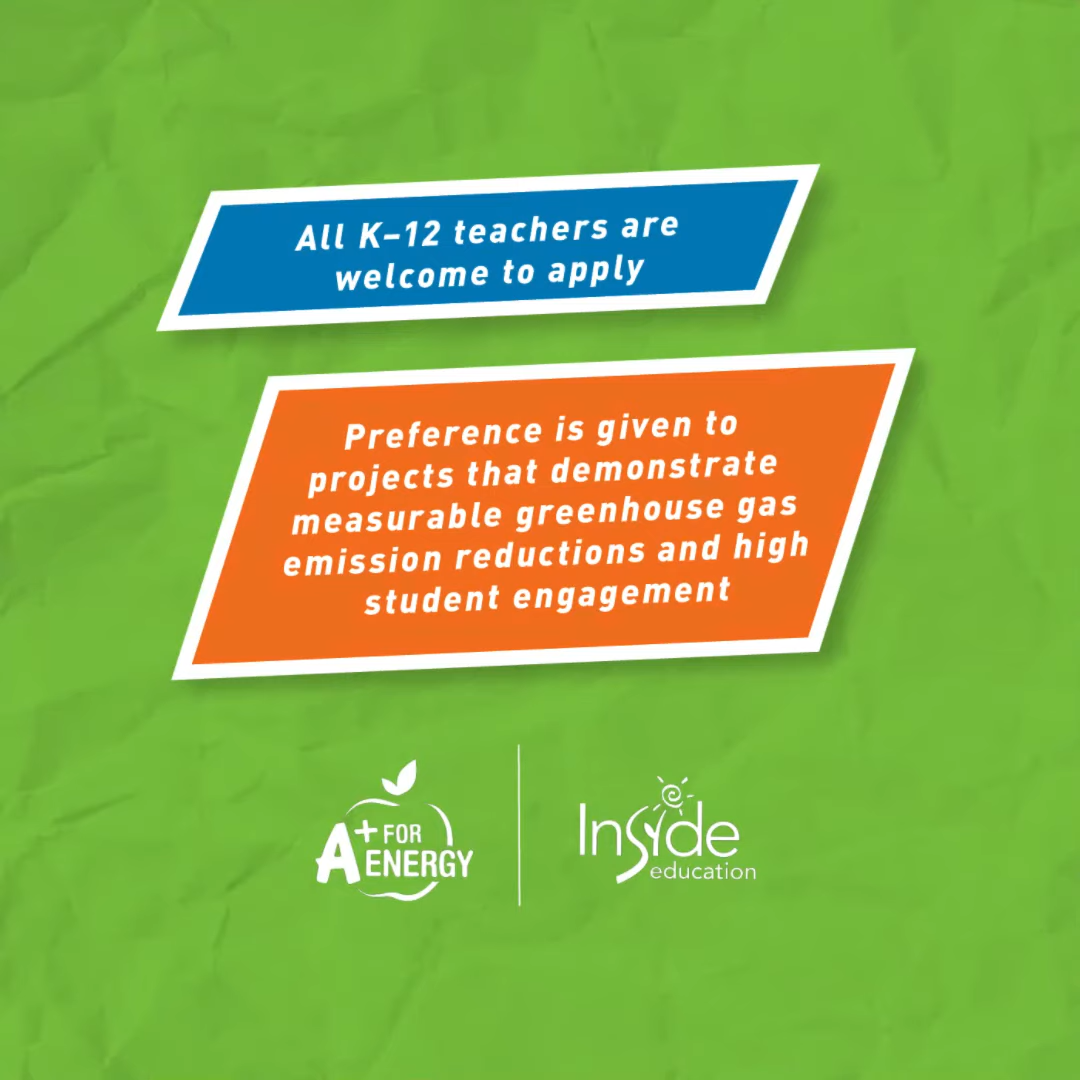 All K–12 teachers are
welcome to apply
Preference is given to
projects that demonstrate
measurable greenhouse gas
emission reductions and high
student engagement
A+ FOR
ENERGY
Inside
education